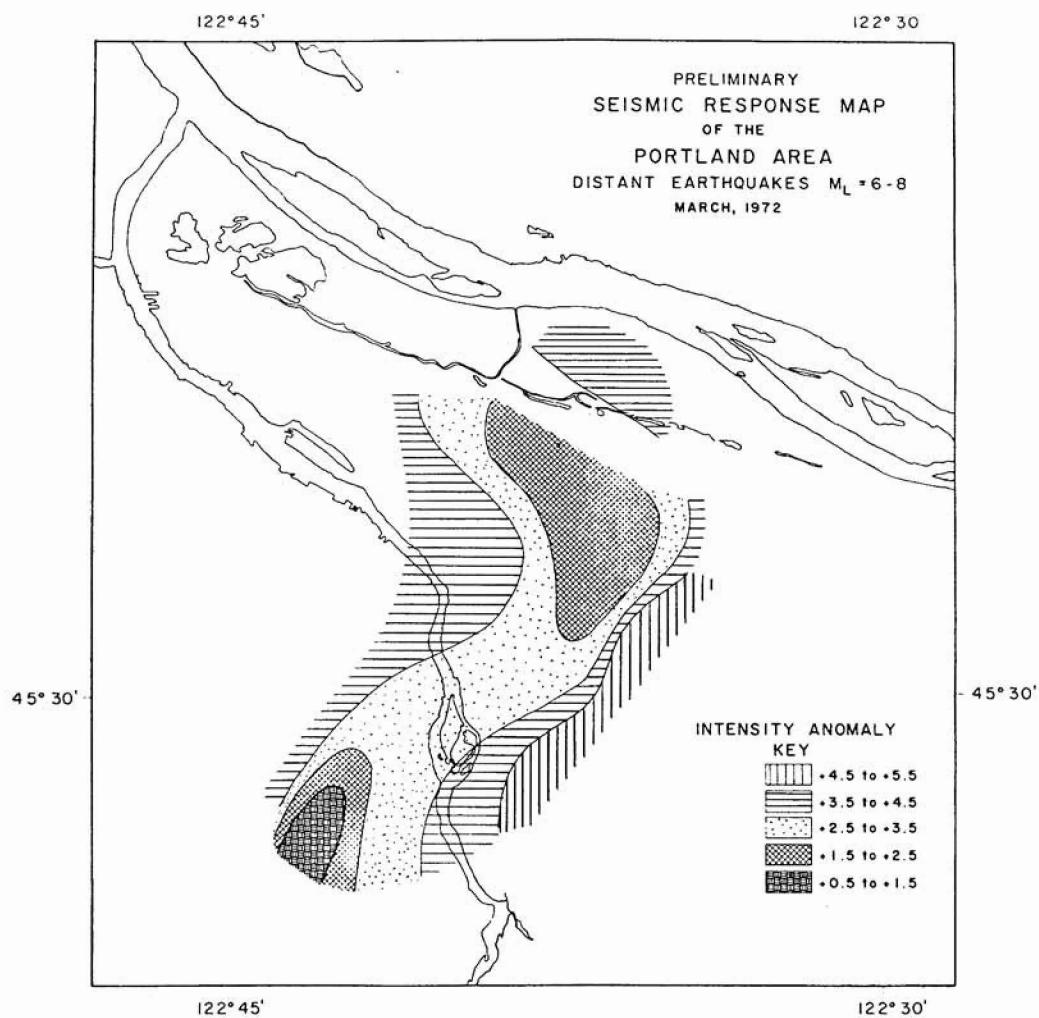 122° 45'
122° 30
PRELIMINARY
SEISMIC RESPONSE MAP
OF THE
PORTLAND AREA
DISTANT EARTHQUAKES M_L = 6-8
MARCH, 1972
45° 30'
45° 30'
INTENSITY ANOMALY
KEY
+4.5 to +5.5
+3.5 to +4.5
+2.5 to +3.5
+1.5 to +2.5
+0.5 to +1.5
122° 45'
122° 30'